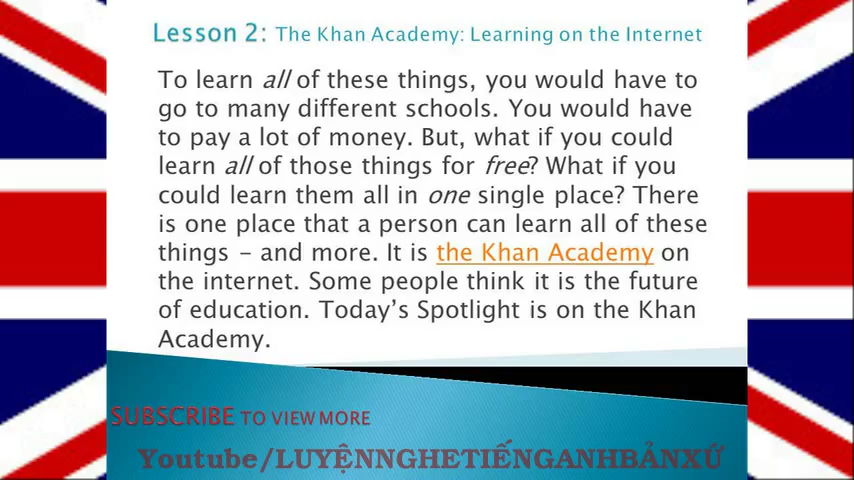 Lesson 2: The Khan Academy: Learning on the Internet
To learn all of these things, you would have to
go to many different schools. You would have
to pay a lot of money. But, what if you could
learn all of those things for free? What if you
could learn them all in one single place? There
is one place that a person can learn all of these
things – and more. It is the Khan Academy on
the internet. Some people think it is the future
of education. Today’s Spotlight is on the Khan
Academy.
SUBSCRIBE TO VIEW MORE
Youtube/LUYỆNNGHETIẾNGANHBẢNXỨ